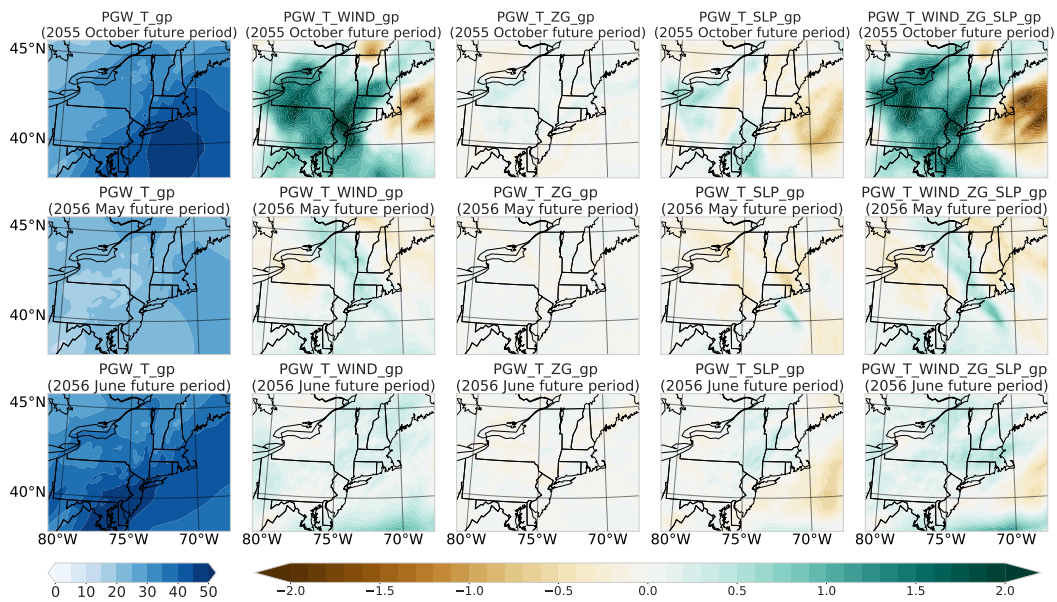 PGW_T_gp PGW_T_WIND_gp PGW_T_ZG_gp PGW_T_SLP_gp PGW_T_WIND_ZG_SLP_gp
(2055 October future period) (2055 October future period) (2055 October future period) (2055 October future period) (2055 October future period)
45°N
40°N
PGW_T_gp PGW_T_WIND_gp PGW_T_ZG_gp PGW_T_SLP_gp PGW_T_WIND_ZG_SLP_gp
(2056 May future period) (2056 May future period) (2056 May future period) (2056 May future period) (2056 May future period)
45°N
40°N
PGW_T_gp PGW_T_WIND_gp PGW_T_ZG_gp PGW_T_SLP_gp PGW_T_WIND_ZG_SLP_gp
(2056 June future period) (2056 June future period) (2056 June future period) (2056 June future period) (2056 June future period)
45°N
40°N
80°W 75°W 70°W 80°W 75°W 70°W 80°W 75°W 70°W 80°W 75°W 70°W 80°W 75°W 70°W
0 10 20 30 40 50 −2.0 −1.5 −1.0 −0.5 0.0 0.5 1.0 1.5 2.0